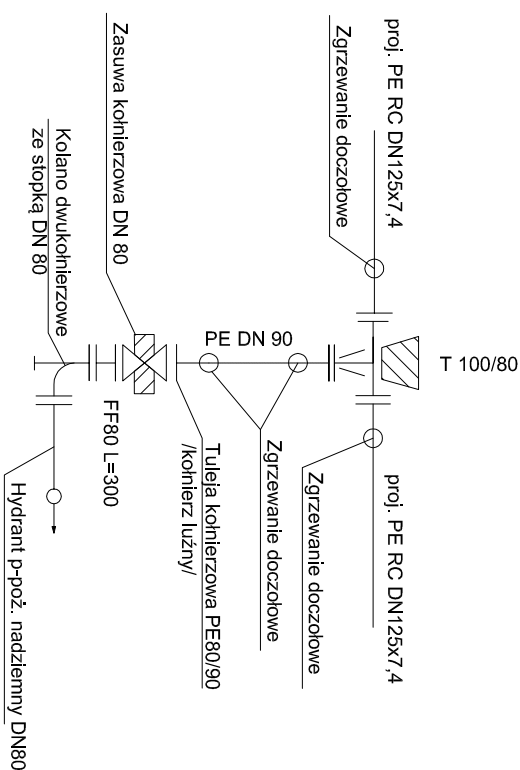 proj. PE RC DN125x7,4
Zgrzewanie doczołowe
T 100/80
proj. PE RC DN125x7,4
Zgrzewanie doczołowe
PE DN 90
Zgrzewanie doczołowe
Tuleja kołnierzowa PE80/90
/kołnierz luźny/
Zasuwa kołnierzowa DN 80
FF80 L=300
Kolano dwukołnierzowe
ze stopką DN 80
Hydrant p-poż. nadziemny DN80